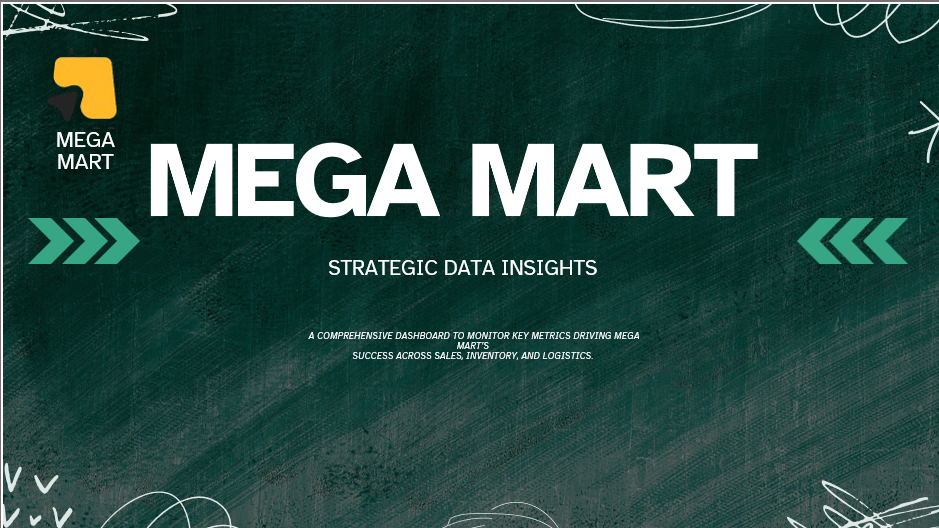 MEGA
MART
MEGA MART
STRATEGIC DATA INSIGHTS
A COMPREHENSIVE DASHBOARD TO MONITOR KEY METRICS DRIVING MEGA
MART'S
SUCCESS ACROSS SALES, INVENTORY, AND LOGISTICS.